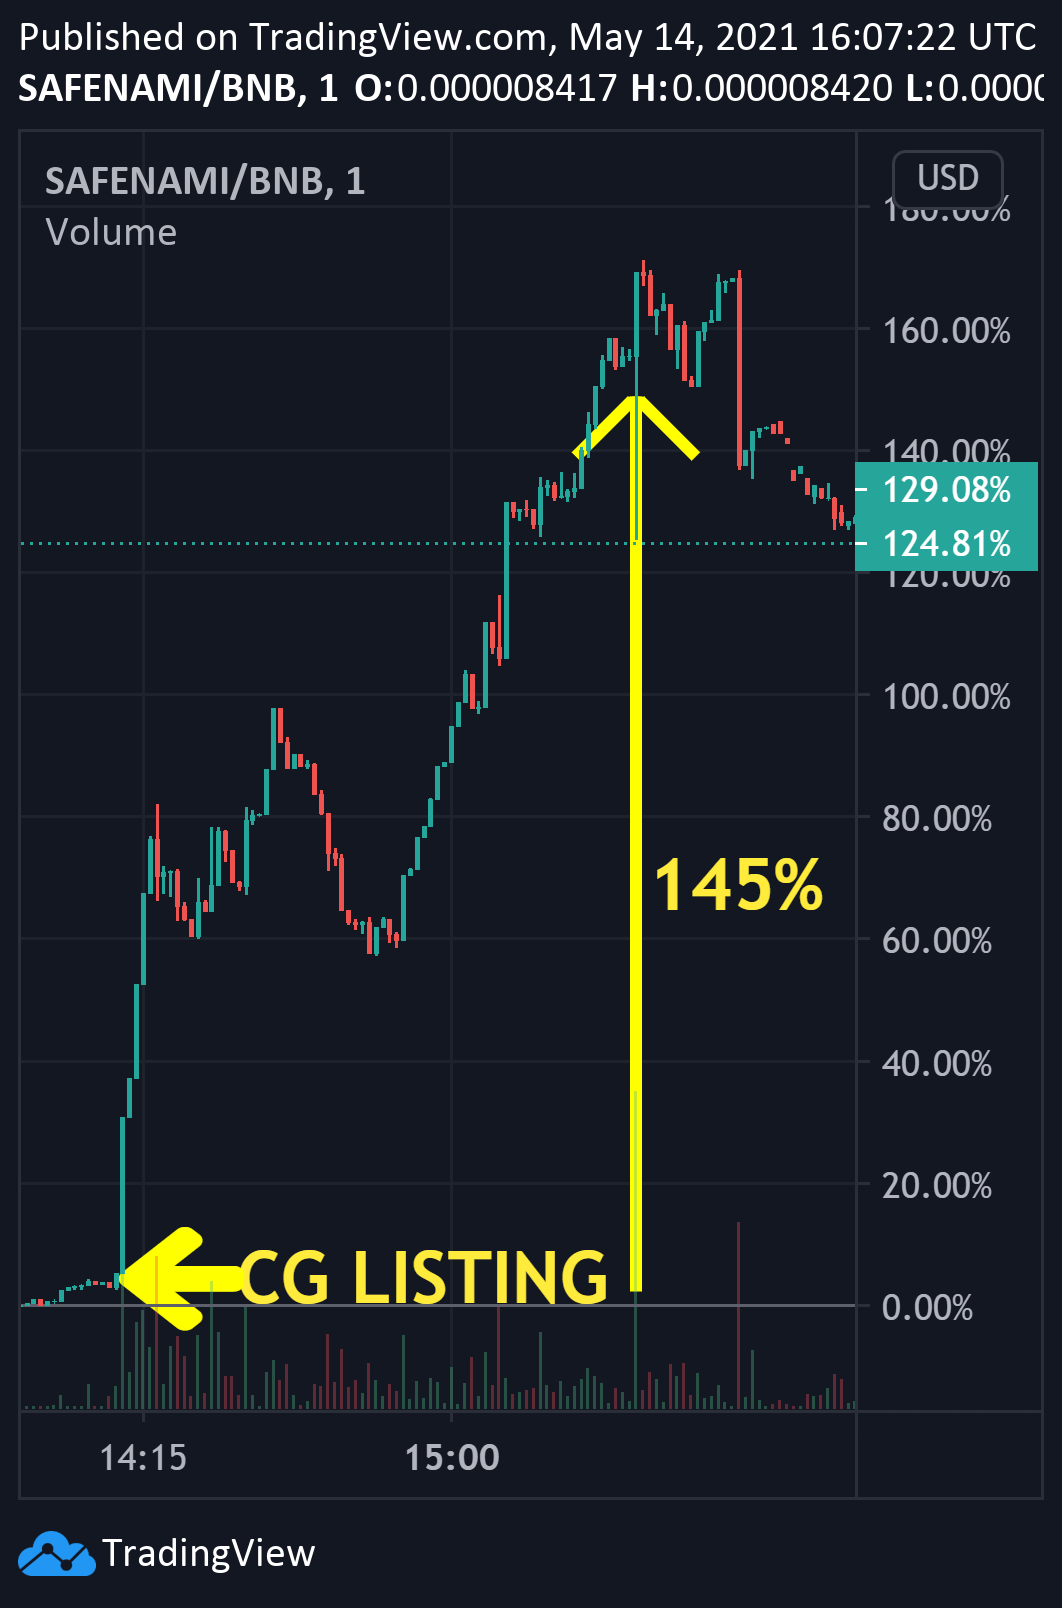 Published on TradingView.com, May 14, 2021 16:07:22 UTC
SAFENAMI/BNB, 1 O:0.000008417 H:0.000008420 L:0.000
SAFENAMI/BNB, 1
Volume
USD
180.00%
160.00%
140.00%
129.08%
124.81%
120.00%
100.00%
80.00%
145%
60.00%
40.00%
20.00%
CG LISTING
0.00%
14:15 15:00
TradingView